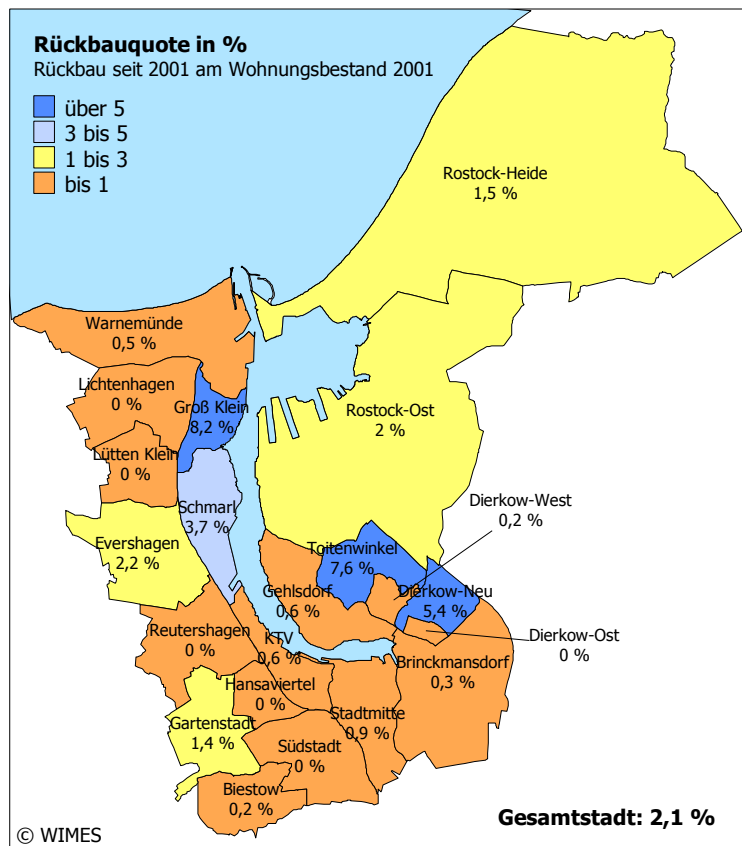 Rückbauquote in %
Rückbau seit 2001 am Wohnungsbestand 2001
über 5
3 bis 5
1 bis 3
bis 1
Rostock-Heide
1,5 %
Warnemünde
0,5 %
Lichtenhagen
0 %
Groß Klein
8,2 %
Rostock-Ost
2 %
Lütten Klein
0 %
Schmarl
3,7 %
Dierkow-West
0,2 %
Evershagen
2,2 %
Toitenwinkel
7,6 %
Gehlsdorf
0,6 %
Dierkow-Neu
5,4 %
Dierkow-Ost
0 %
Reutershagen
0 %
KTV
0,6 %
Brinckmansdorf
0,3 %
Hansaviertel
0 %
Stadtmitte
0,9 %
Gartenstadt
1,4 %
Südstadt
0 %
Biestow
0,2 %
Gesamtstadt: 2,1 %
© WIMES